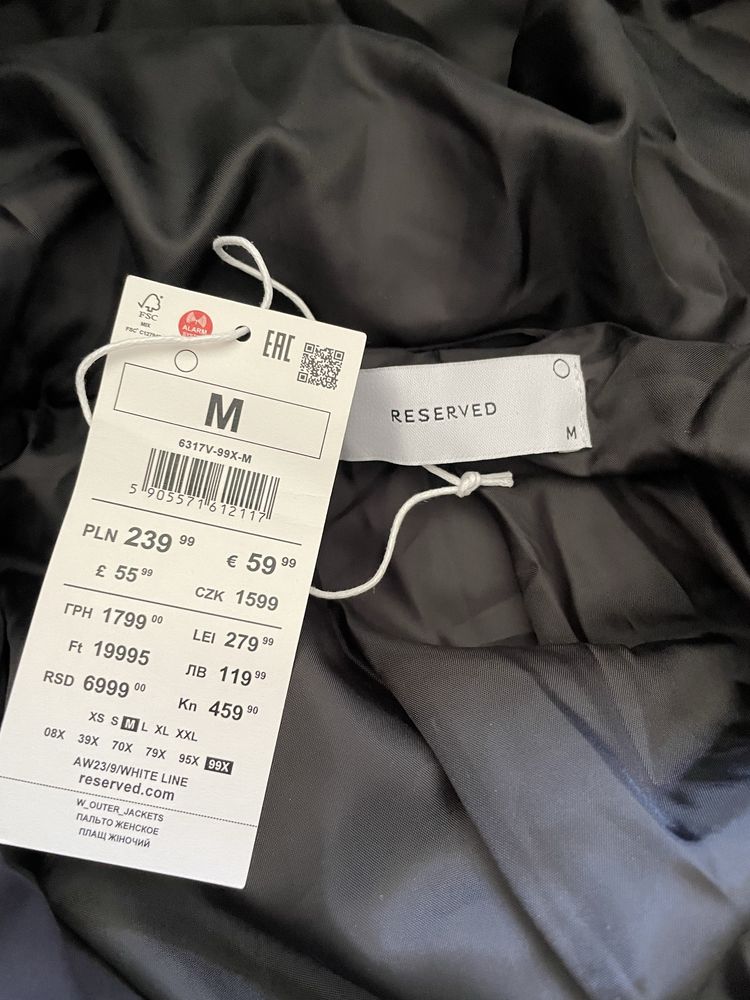 FSC
MIX
ALARM
EAC
M
6317V-99X-M
5 905571 612117
PLN 239 99
€ 59 99
£ 55 99
CZK 1599
ГРН 1799 00
LEI 279 99
Ft 19995
ЛВ 119 99
RSD 6999 00
Kn 459 90
XS S M L XL XXL
08X 39X 70X 79X 95X 99X
AW23/9/WHITE LINE
reserved.com
W_OUTER_JACKETS
ПАЛЬТО ЖЕНСКОЕ
ПЛАЩ ЖІНОЧИЙ
RESERVED
M